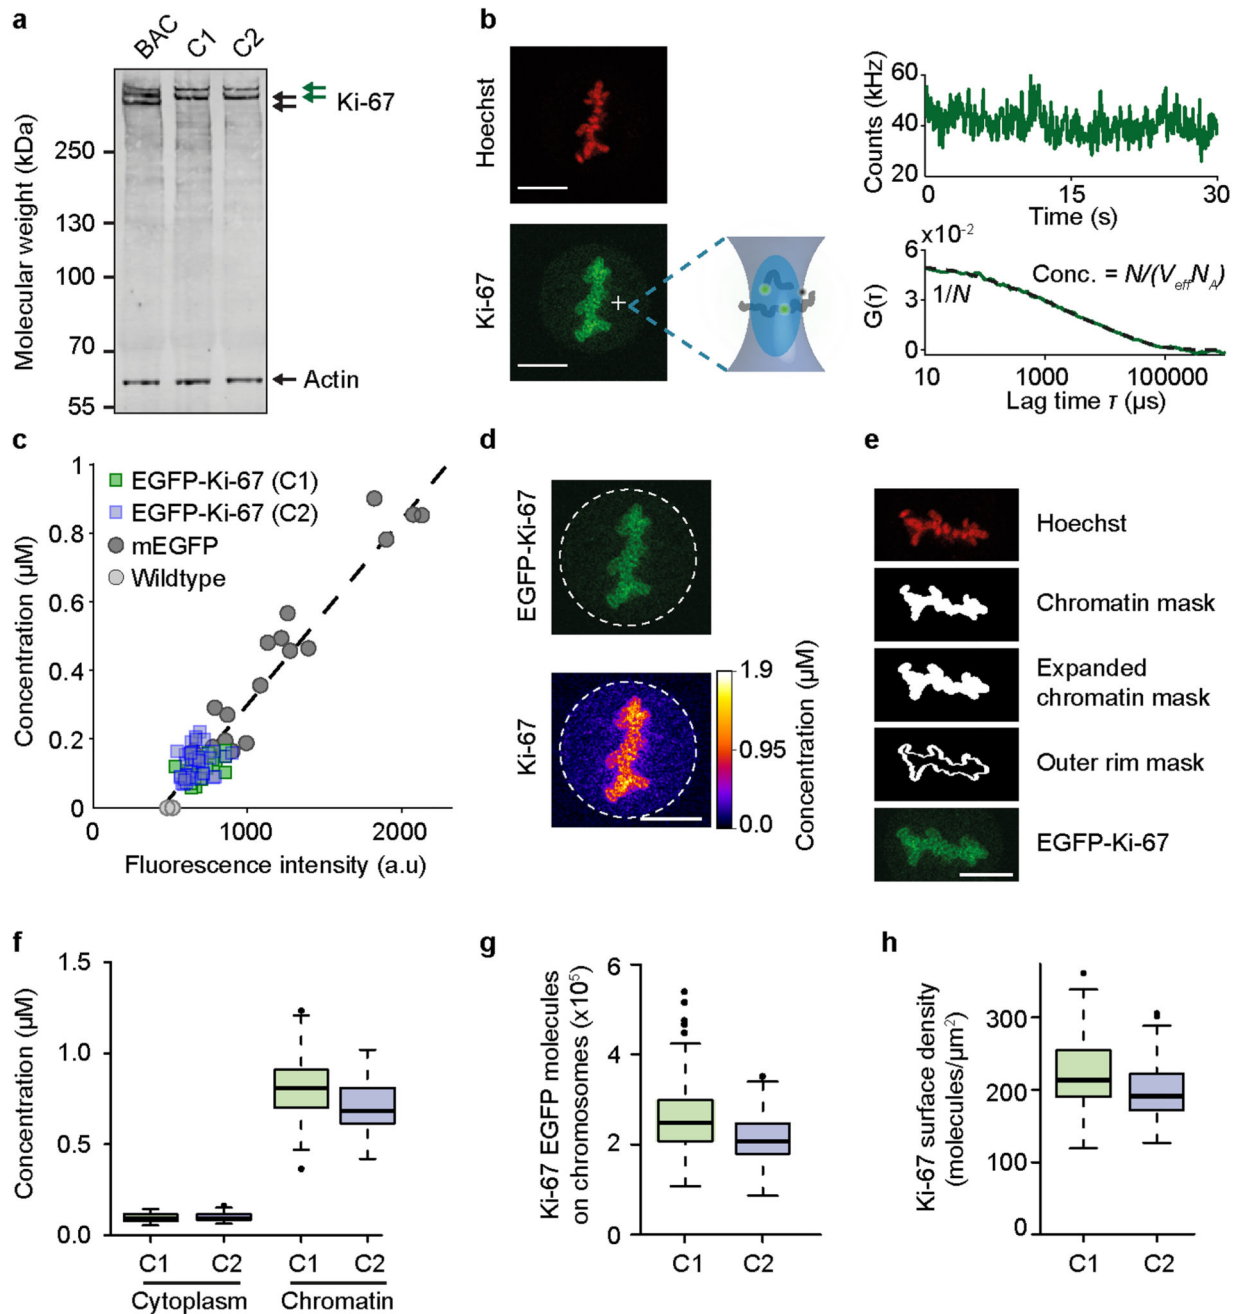 a
BAC
C1
C2
Ki-67
Molecular weight (kDa)
250
130
100
70
55
Actin
b
Hoechst
Ki-67
Counts (kHz)
60
40
20
0
15
30
Time (s)
x10⁻²
6
3
0
G(τ)
1/N
Conc. = N/(V_eff N_A)
10
1000
100000
Lag time τ (µs)
c
Concentration (µM)
1
0.8
0.6
0.4
0.2
0
EGFP-Ki-67 (C1)
EGFP-Ki-67 (C2)
mEGFP
Wildtype
0
1000
2000
Fluorescence intensity (a.u)
d
EGFP-Ki-67
Ki-67
1.9
0.95
0.0
Concentration (µM)
e
Hoechst
Chromatin mask
Expanded
chromatin mask
Outer rim mask
EGFP-Ki-67
f
Concentration (µM)
1.5
1.0
0.5
0.0
C1
C2
C1
C2
Cytoplasm
Chromatin
g
Ki-67 EGFP molecules
on chromosomes (x10⁵)
6
4
2
0
C1
C2
h
Ki-67 surface density
(molecules/µm²)
300
200
100
0
C1
C2